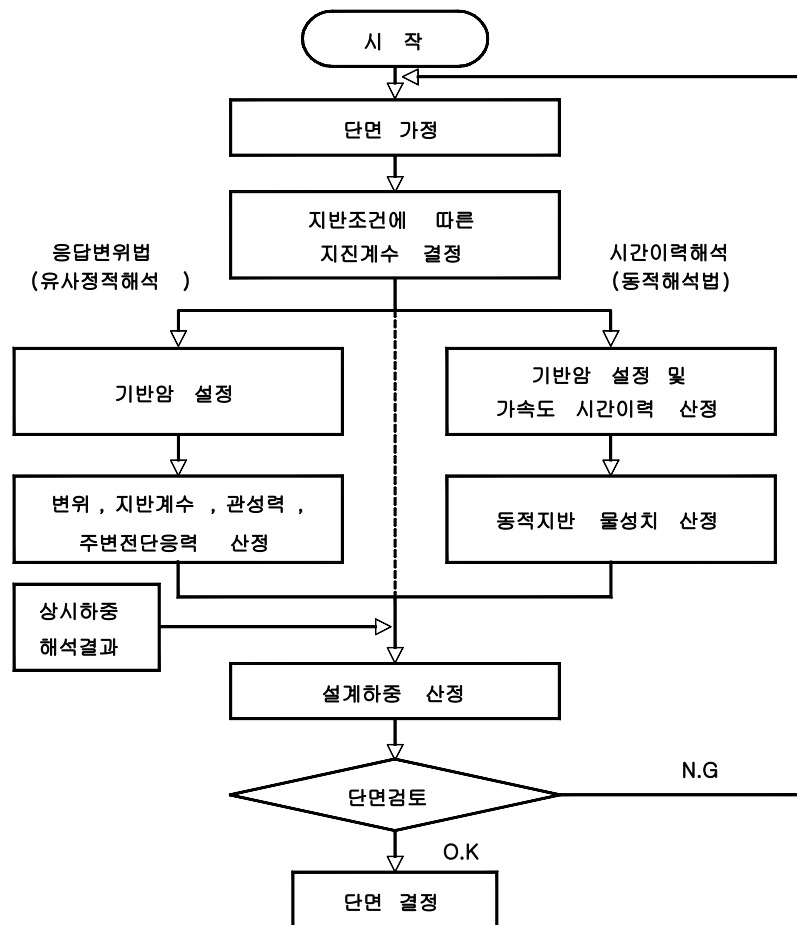 시 작
단면 가정
지반조건에 따른
지진계수 결정
응답변위법
(유사정적해석 )
시간이력해석
(동적해석법)
기반암 설정
기반암 설정 및
가속도 시간이력 산정
변위 , 지반계수 , 관성력 ,
주변전단응력 산정
동적지반 물성치 산정
상시하중
해석결과
설계하중 산정
단면검토
N.G
O.K
단면 결정